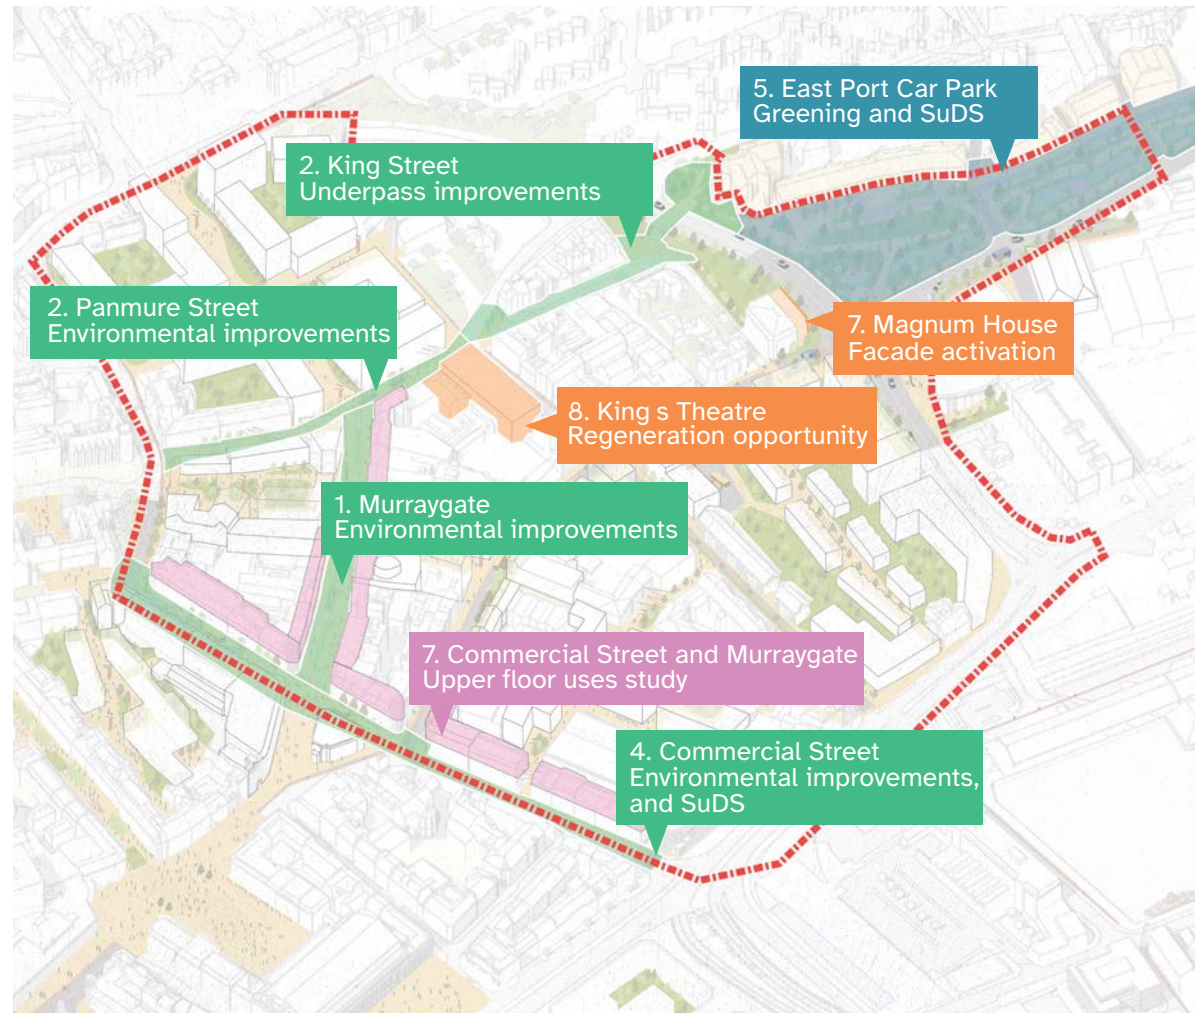 5. East Port Car Park
Greening and SuDS
2. King Street
Underpass improvements
2. Panmure Street
Environmental improvements
7. Magnum House
Facade activation
8. King s Theatre
Regeneration opportunity
1. Murraygate
Environmental improvements
7. Commercial Street and Murraygate
Upper floor uses study
4. Commercial Street
Environmental improvements,
and SuDS